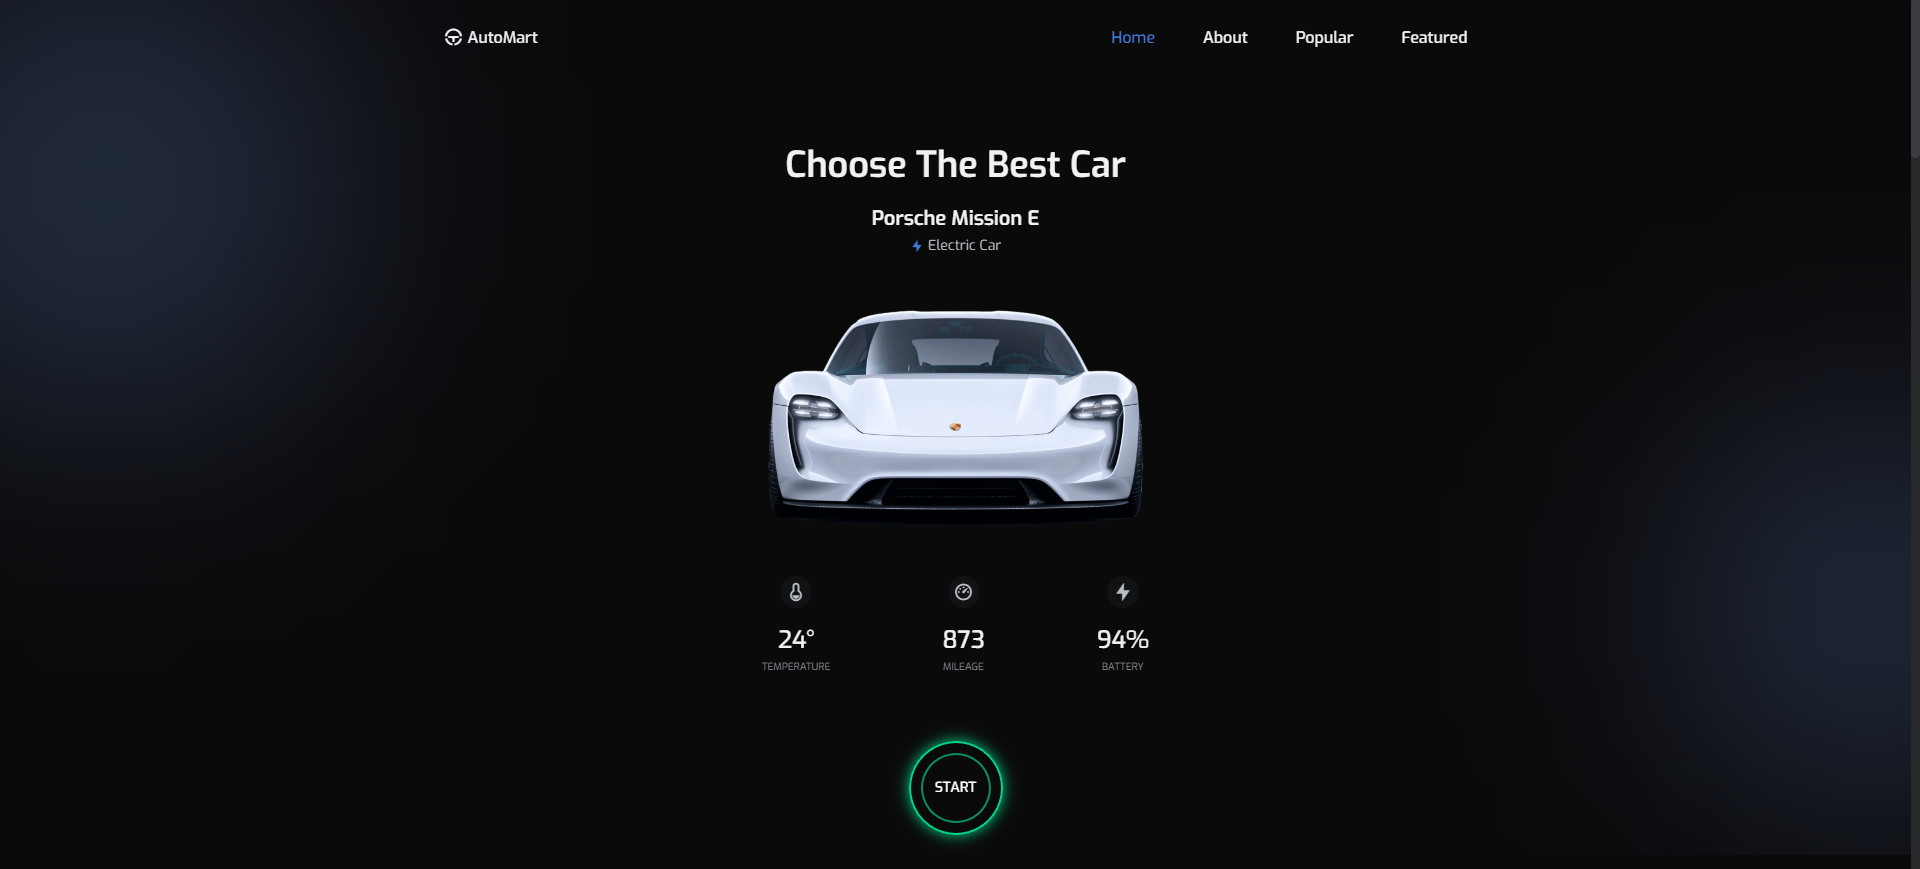 AutoMart
Home About Popular Featured
Choose The Best Car
Porsche Mission E
Electric Car
24° 873 94%
TEMPERATURE MILEAGE BATTERY
START